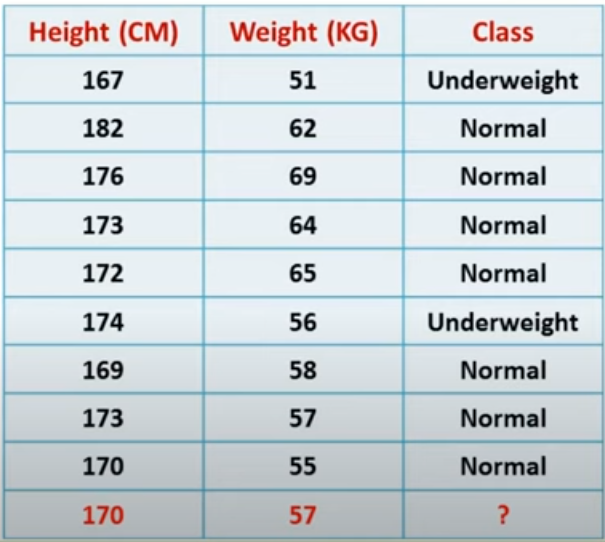 Height (CM) Weight (KG) Class
167 51 Underweight
182 62 Normal
176 69 Normal
173 64 Normal
172 65 Normal
174 56 Underweight
169 58 Normal
173 57 Normal
170 55 Normal
170 57 ?